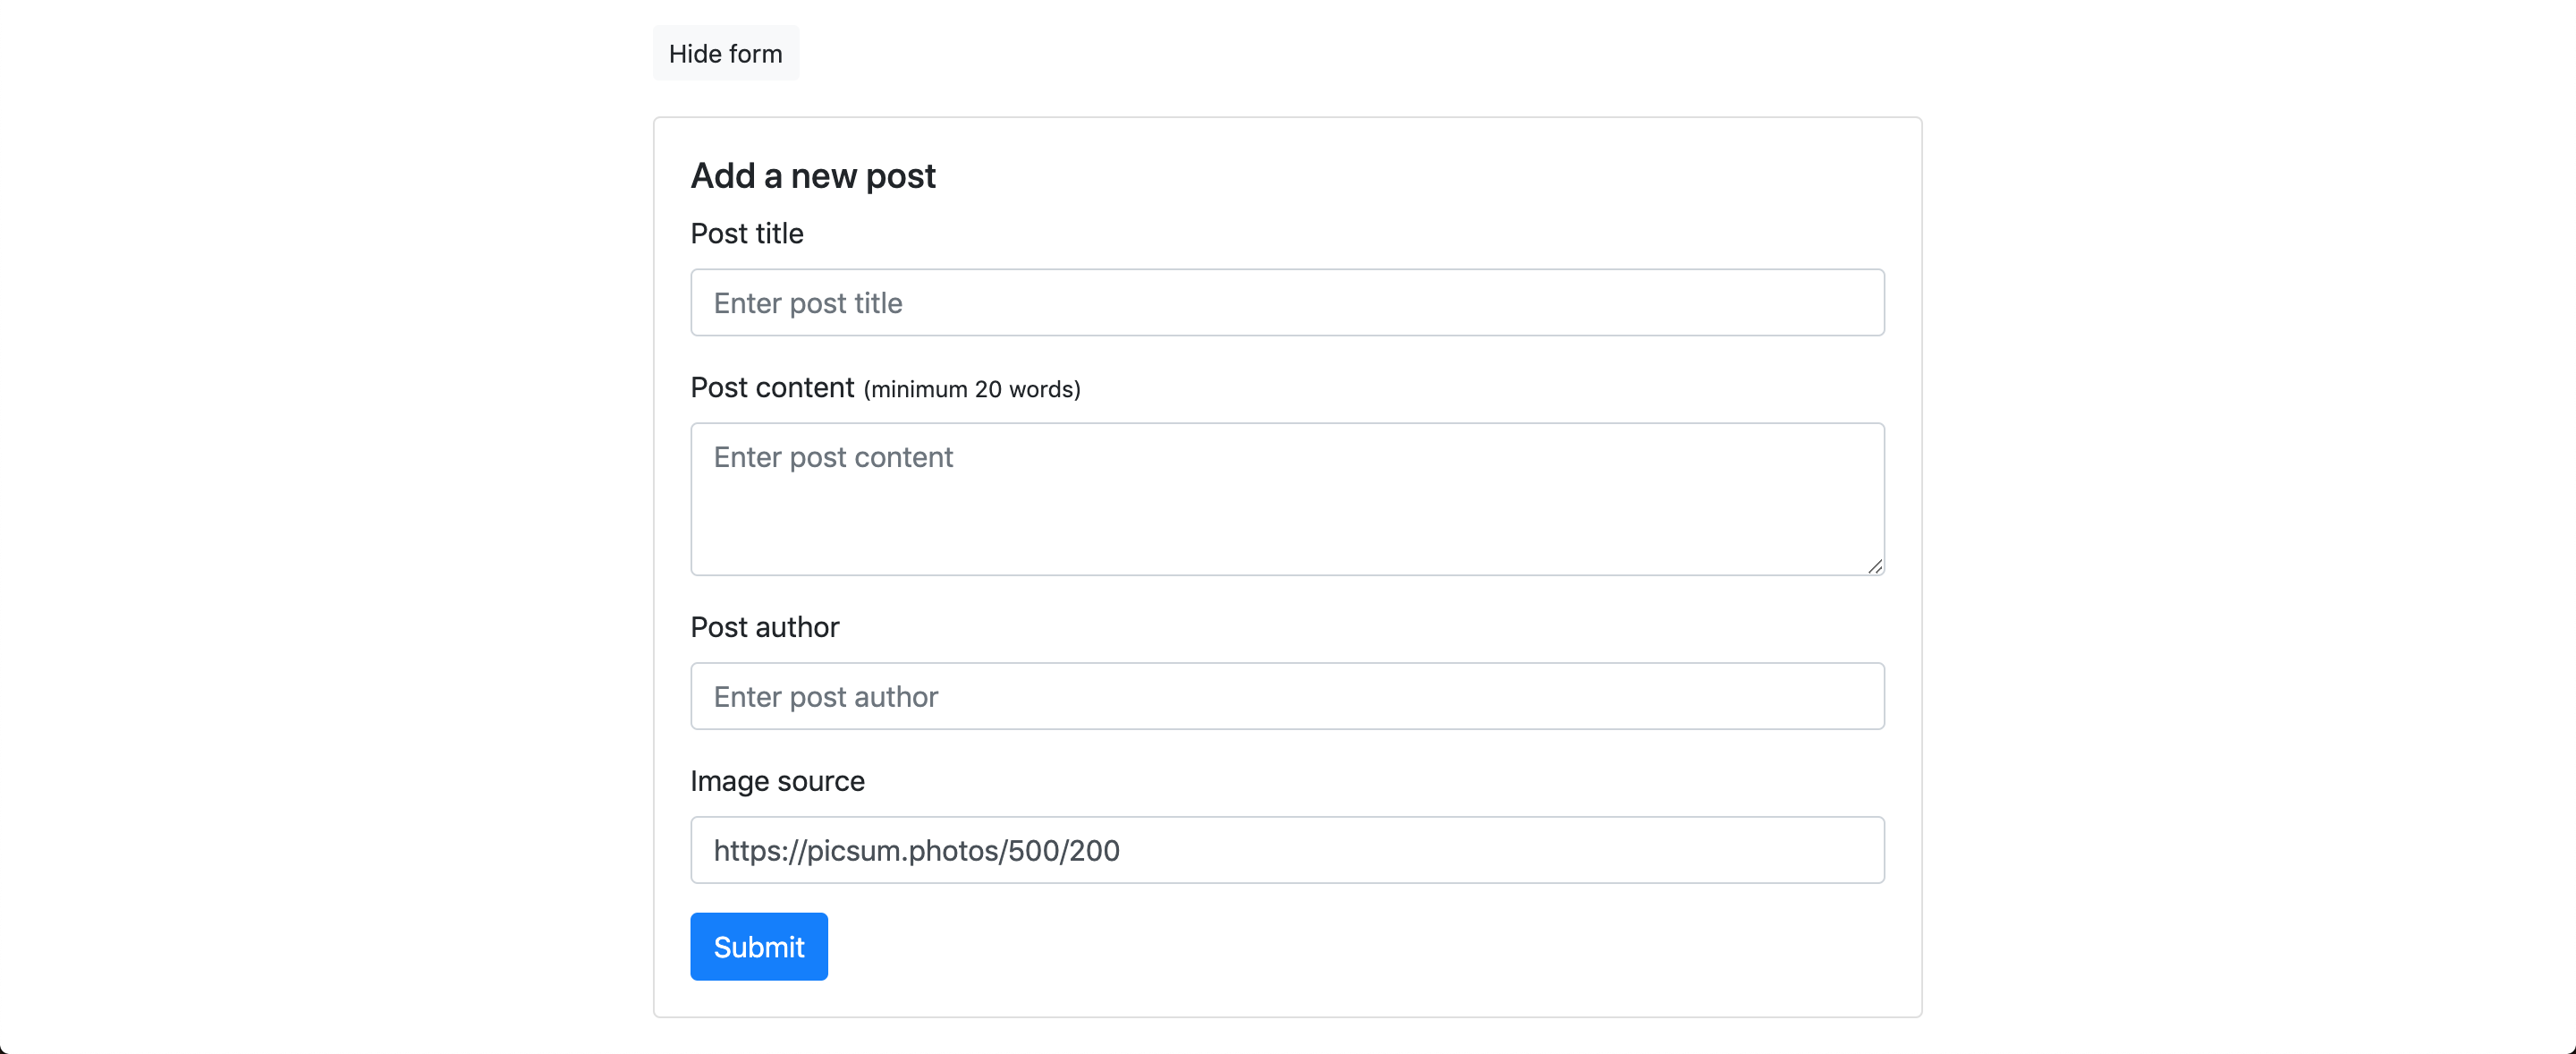 Hide form
Add a new post
Post title
Enter post title
Post content (minimum 20 words)
Enter post content
Post author
Enter post author
Image source
https://picsum.photos/500/200
Submit